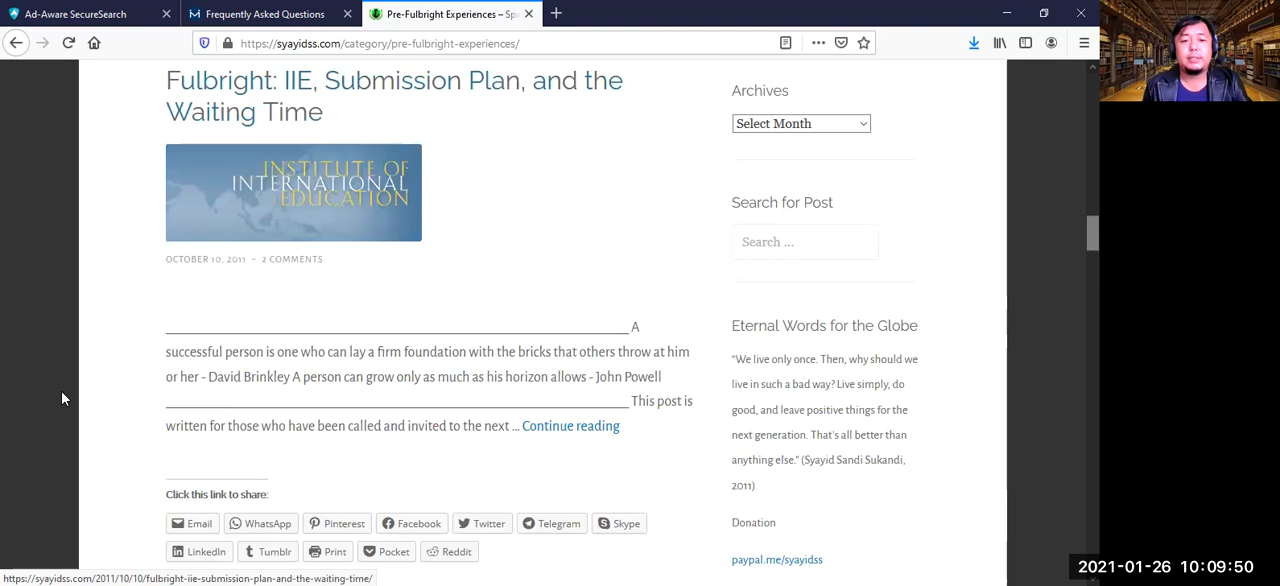 Ad-Aware SecureSearch
Frequently Asked Questions
Pre-Fulbright Experiences – Spa
https://syayidss.com/category/pre-fulbright-experiences/
Fulbright: IIE, Submission Plan, and the
Waiting Time
INSTITUTE OF
INTERNATIONAL
EDUCATION
OCTOBER 10, 2011 ~ 2 COMMENTS
A
successful person is one who can lay a firm foundation with the bricks that others throw at him
or her - David Brinkley A person can grow only as much as his horizon allows - John Powell
This post is
written for those who have been called and invited to the next … Continue reading
Click this link to share:
Email
WhatsApp
Pinterest
Facebook
Twitter
Telegram
Skype
LinkedIn
Tumblr
Print
Pocket
Reddit
Archives
Select Month
Search for Post
Search …
Eternal Words for the Globe
“We live only once. Then, why should we
live in such a bad way? Live simply, do
good, and leave positive things for the
next generation. That's all better than
anything else.” (Syayid Sandi Sukandi,
2011)
Donation
paypal.me/syayidss
https://syayidss.com/2011/10/10/fulbright-iie-submission-plan-and-the-waiting-time/
2021-01-26 10:09:50